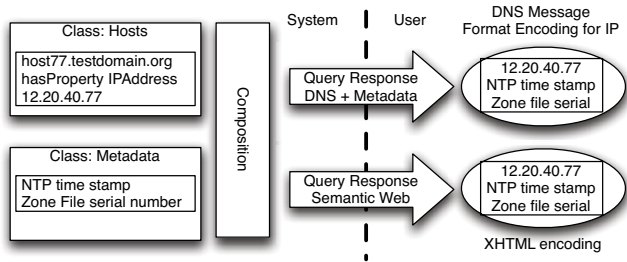 Class: Hosts
host77.testdomain.org
hasProperty IPAddress
12.20.40.77
Class: Metadata
NTP time stamp
Zone File serial number
Composition
System
User
Query Response
DNS + Metadata
Query Response
Semantic Web
DNS Message
Format Encoding for IP
12.20.40.77
NTP time stamp
Zone file serial
12.20.40.77
NTP time stamp
Zone file serial
XHTML encoding